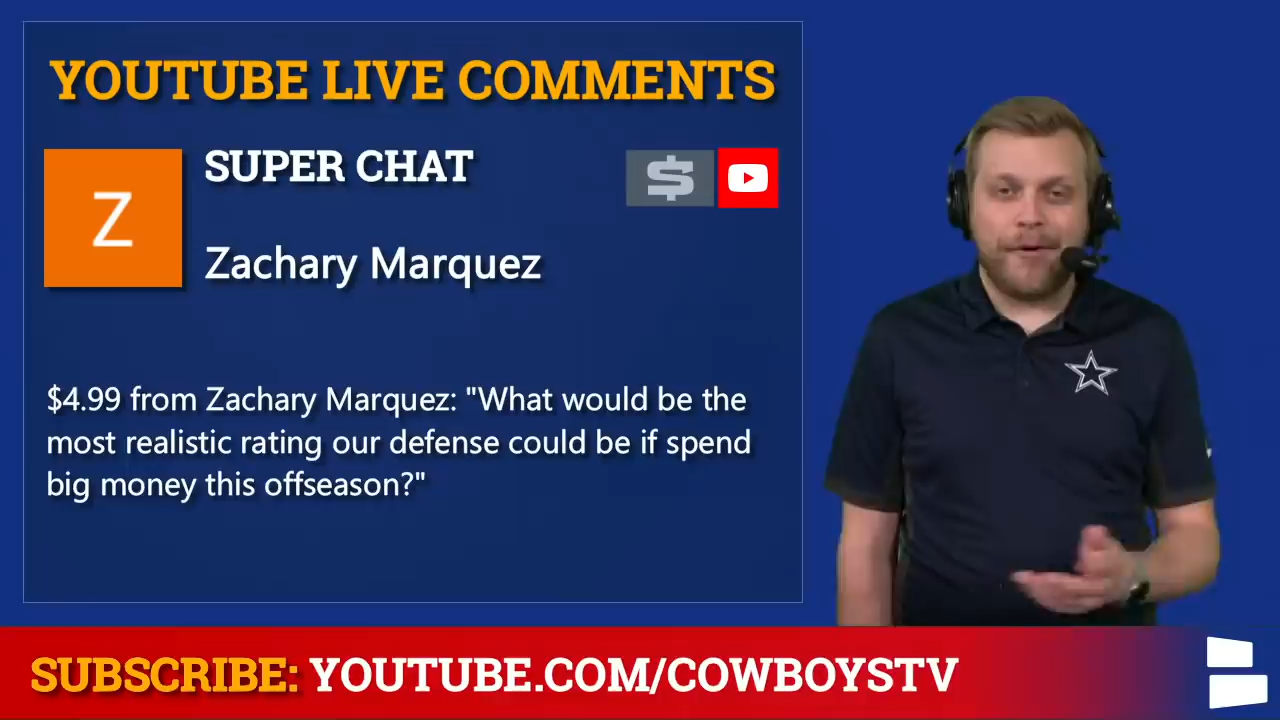 YOUTUBE LIVE COMMENTS
Z
SUPER CHAT
$
Zachary Marquez
$4.99 from Zachary Marquez: "What would be the
most realistic rating our defense could be if spend
big money this offseason?"
SUBSCRIBE: YOUTUBE.COM/COWBOYSTV